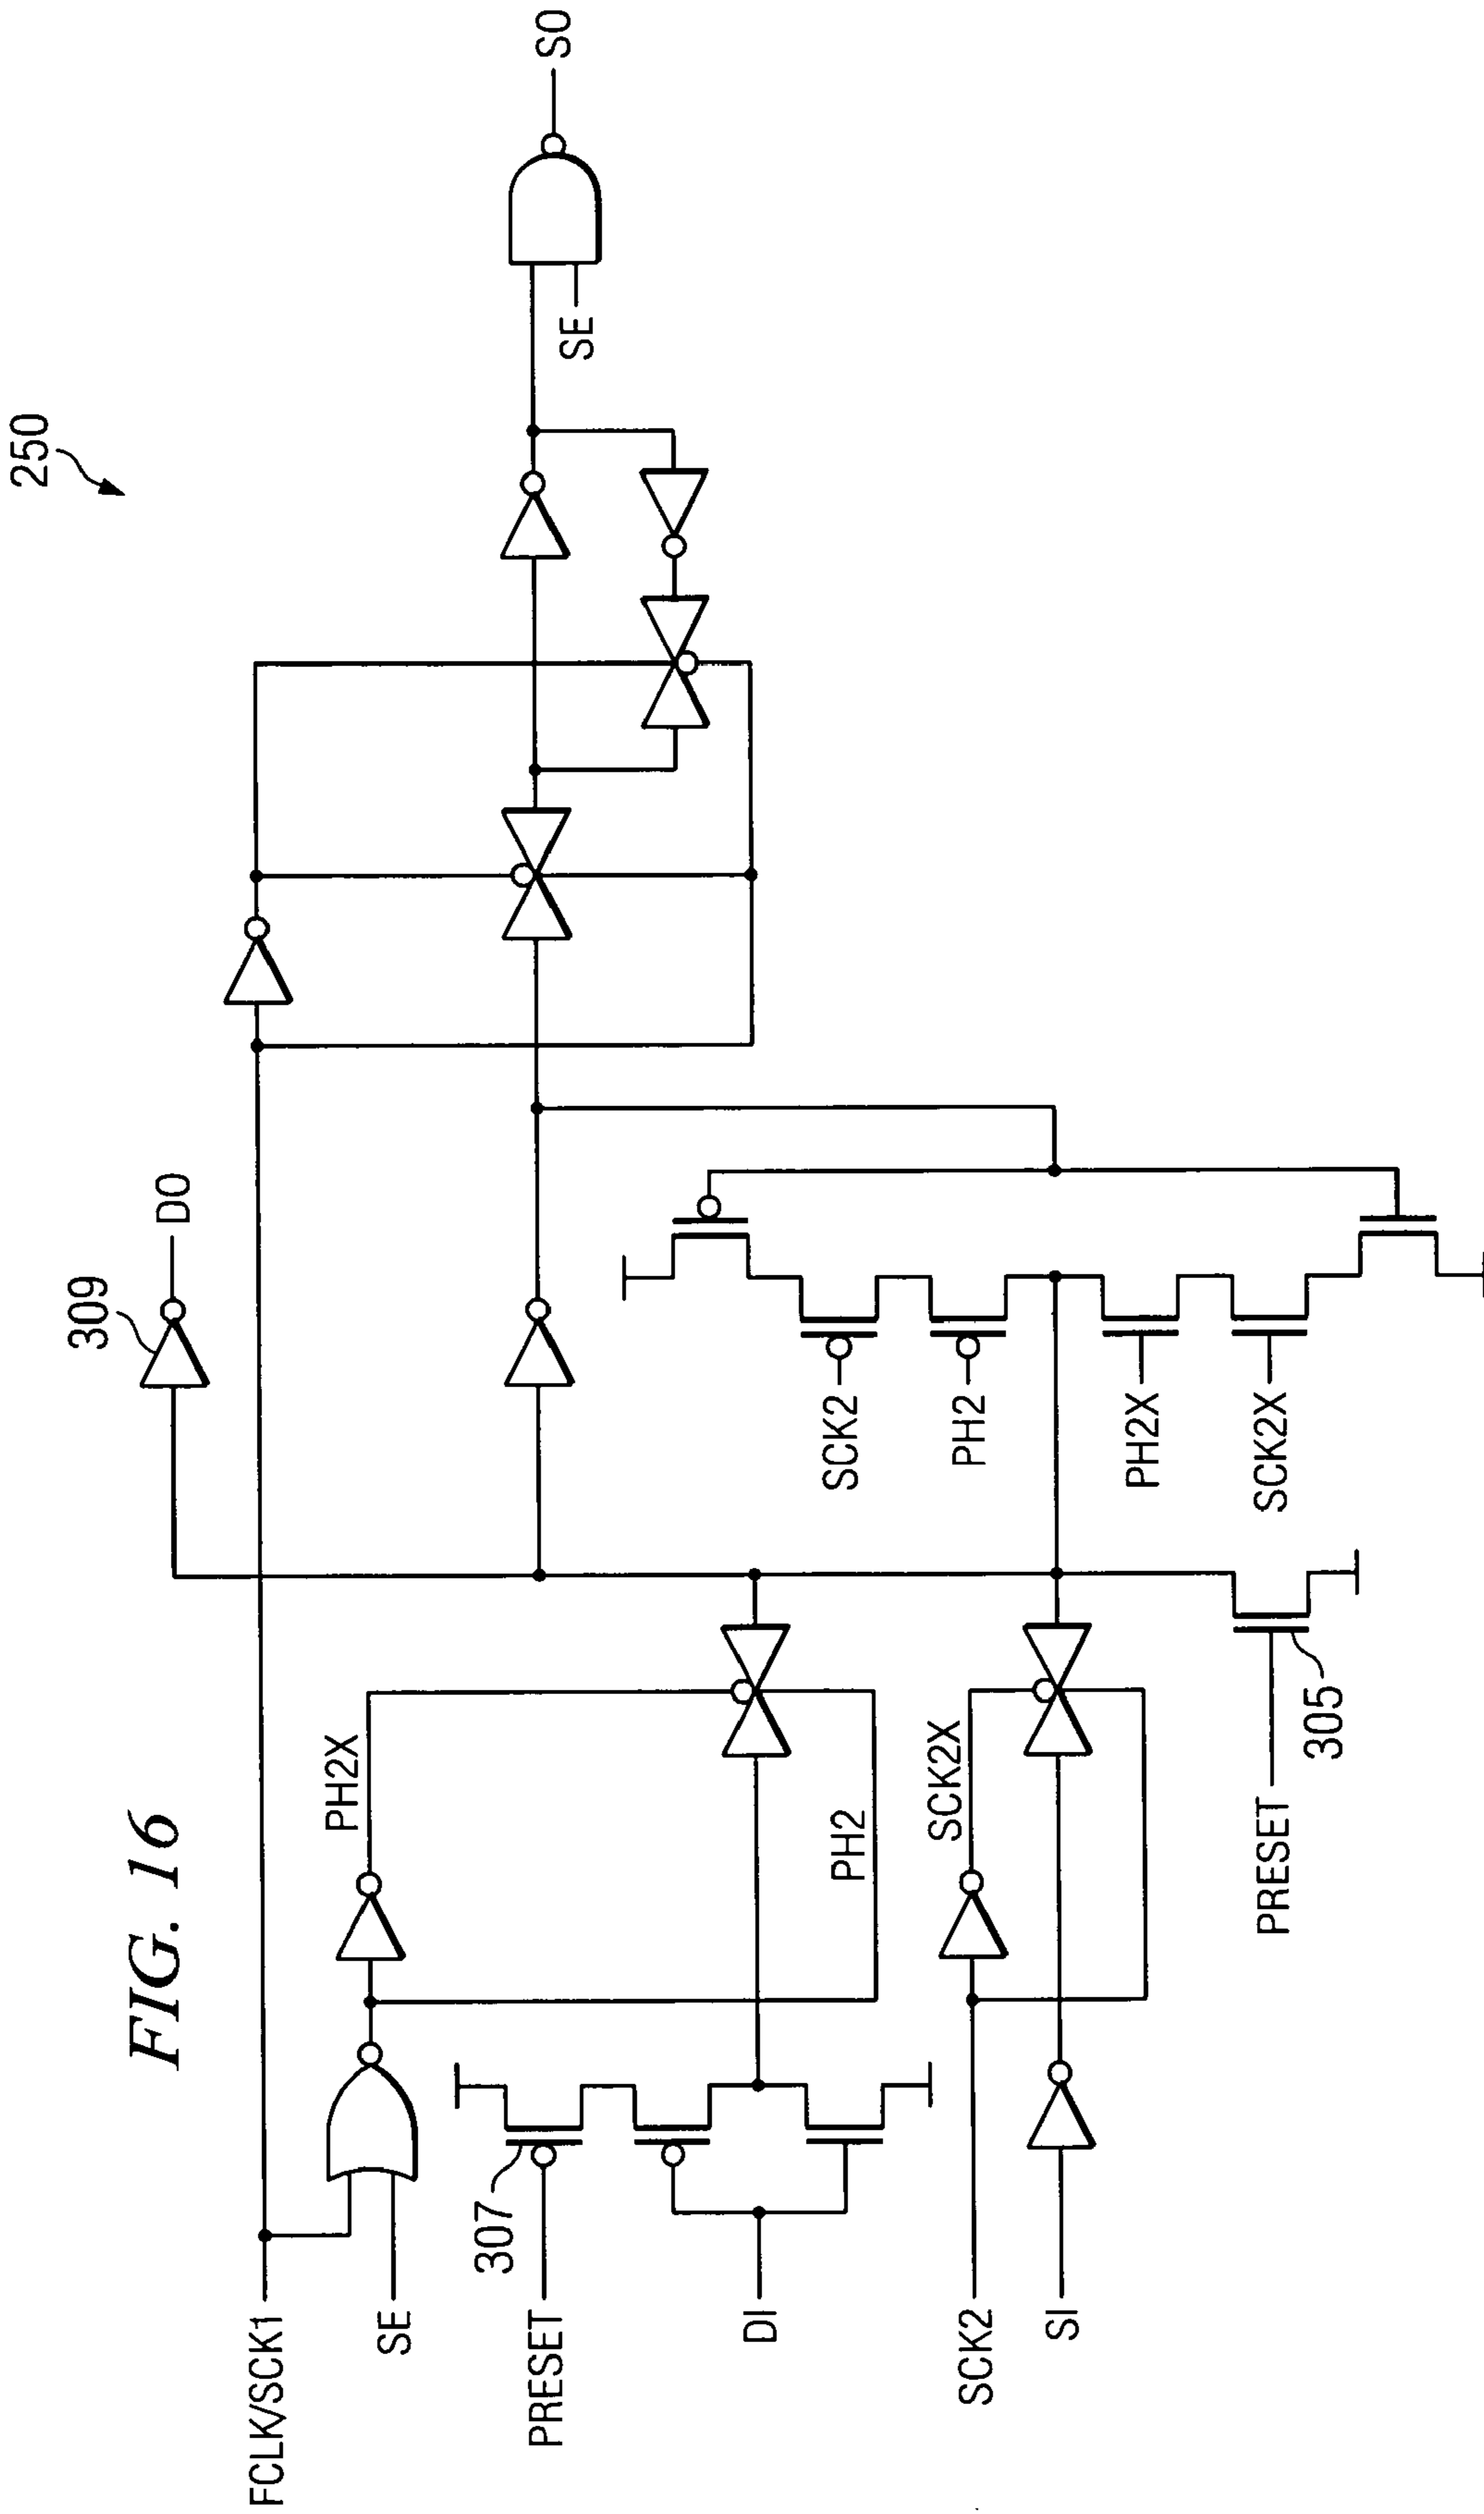 FIG. 16
250
FCLK/SCK1
SE
PH2X
309
DO
SO
SE
307
PRESET
DI
PH2
SCK2
PH2
PH2X
SCK2X
SCK2
SCK2X
SI
PRESET
305